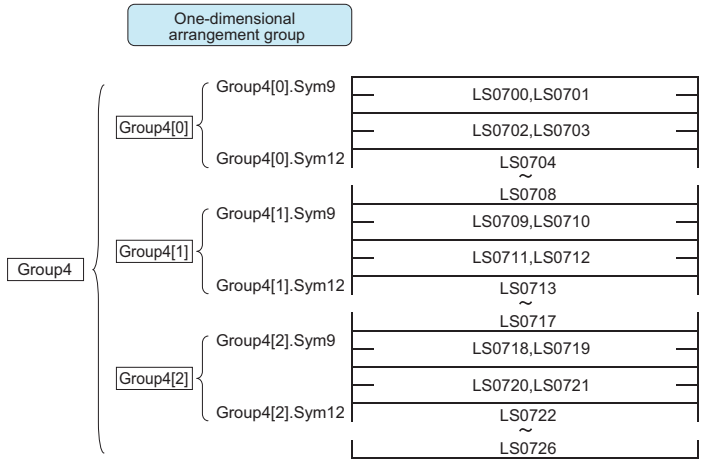 One-dimensional
arrangement group
Group4[0].Sym9
LS0700,LS0701
Group4[0]
LS0702,LS0703
Group4[0].Sym12
LS0704
~
LS0708
Group4[1].Sym9
LS0709,LS0710
Group4[1]
LS0711,LS0712
Group4
Group4[1].Sym12
LS0713
~
LS0717
Group4[2].Sym9
LS0718,LS0719
Group4[2]
LS0720,LS0721
Group4[2].Sym12
LS0722
~
LS0726